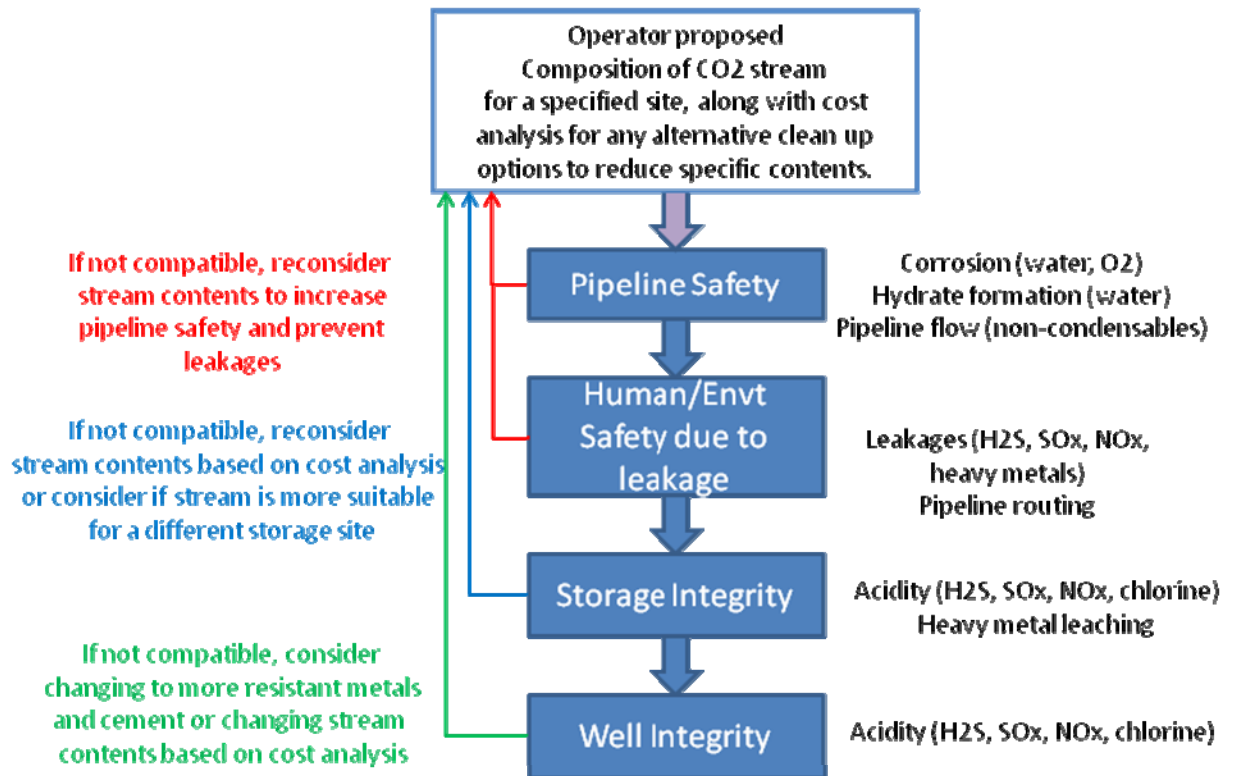 Operator proposed
Composition of CO2 stream
for a specified site, along with cost
analysis for any alternative clean up
options to reduce specific contents.
If not compatible, reconsider
stream contents to increase
pipeline safety and prevent
leakages
Pipeline Safety
Corrosion (water, O2)
Hydrate formation (water)
Pipeline flow (non-condensables)
If not compatible, reconsider
stream contents based on cost analysis
or consider if stream is more suitable
for a different storage site
Human/Envt
Safety due to
leakage
Leakages (H2S, SOx, NOx,
heavy metals)
Pipeline routing
Storage Integrity
Acidity (H2S, SOx, NOx, chlorine)
Heavy metal leaching
If not compatible, consider
changing to more resistant metals
and cement or changing stream
contents based on cost analysis
Well Integrity
Acidity (H2S, SOx, NOx, chlorine)